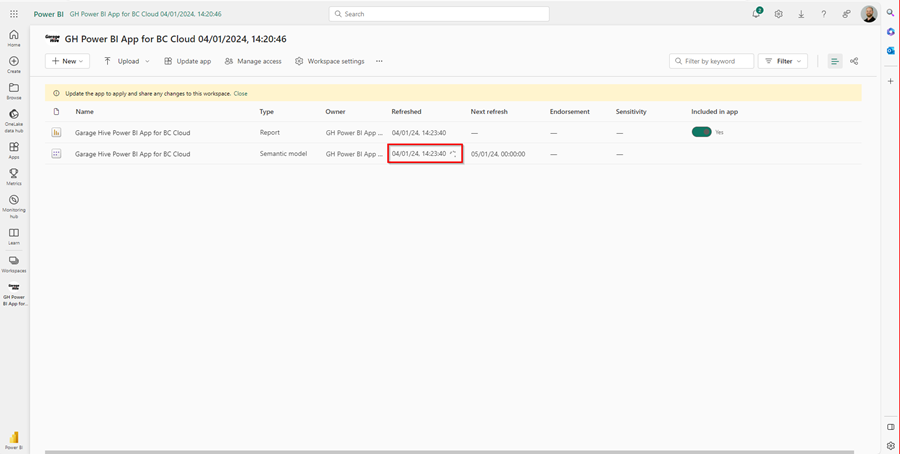 Power BI GH Power BI App for BC Cloud 04/01/2024, 14:20:46
Search
2
Home
Create
Browse
OneLake
data hub
Apps
Metrics
Monitoring
hub
Learn
Workspaces
GH Power
BI App for...
Power BI
Garage
Hive
GH Power BI App for BC Cloud 04/01/2024, 14:20:46
New Upload Update app Manage access Workspace settings ... Filter by keyword Filter
Update the app to apply and share any changes to this workspace. Close
Name Type Owner Refreshed Next refresh Endorsement Sensitivity Included in app
Garage Hive Power BI App for BC Cloud Report GH Power BI App ... 04/01/24, 14:23:40 — — — Yes
Garage Hive Power BI App for BC Cloud Semantic model GH Power BI App ... 04/01/24, 14:23:40 05/01/24, 00:00:00 — —